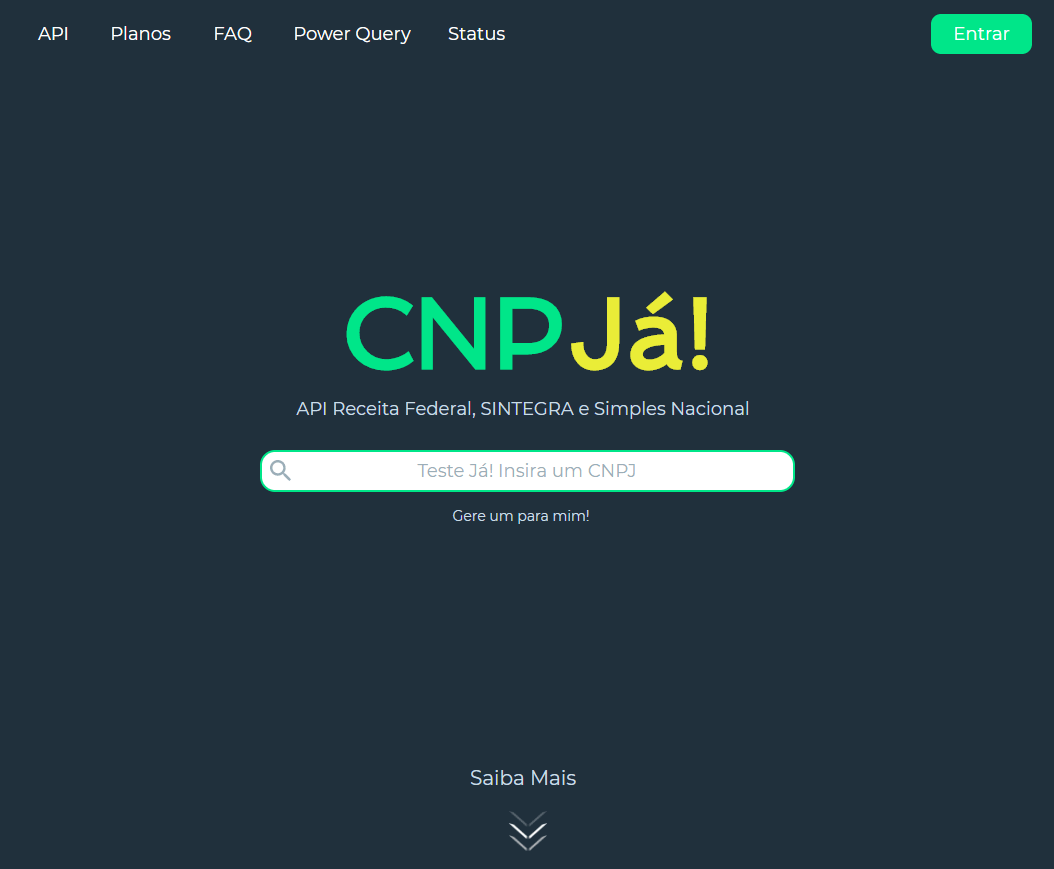 API Planos FAQ Power Query Status Entrar
CNPJá!
API Receita Federal, SINTEGRA e Simples Nacional
Teste Já! Insira um CNPJ
Gere um para mim!
Saiba Mais